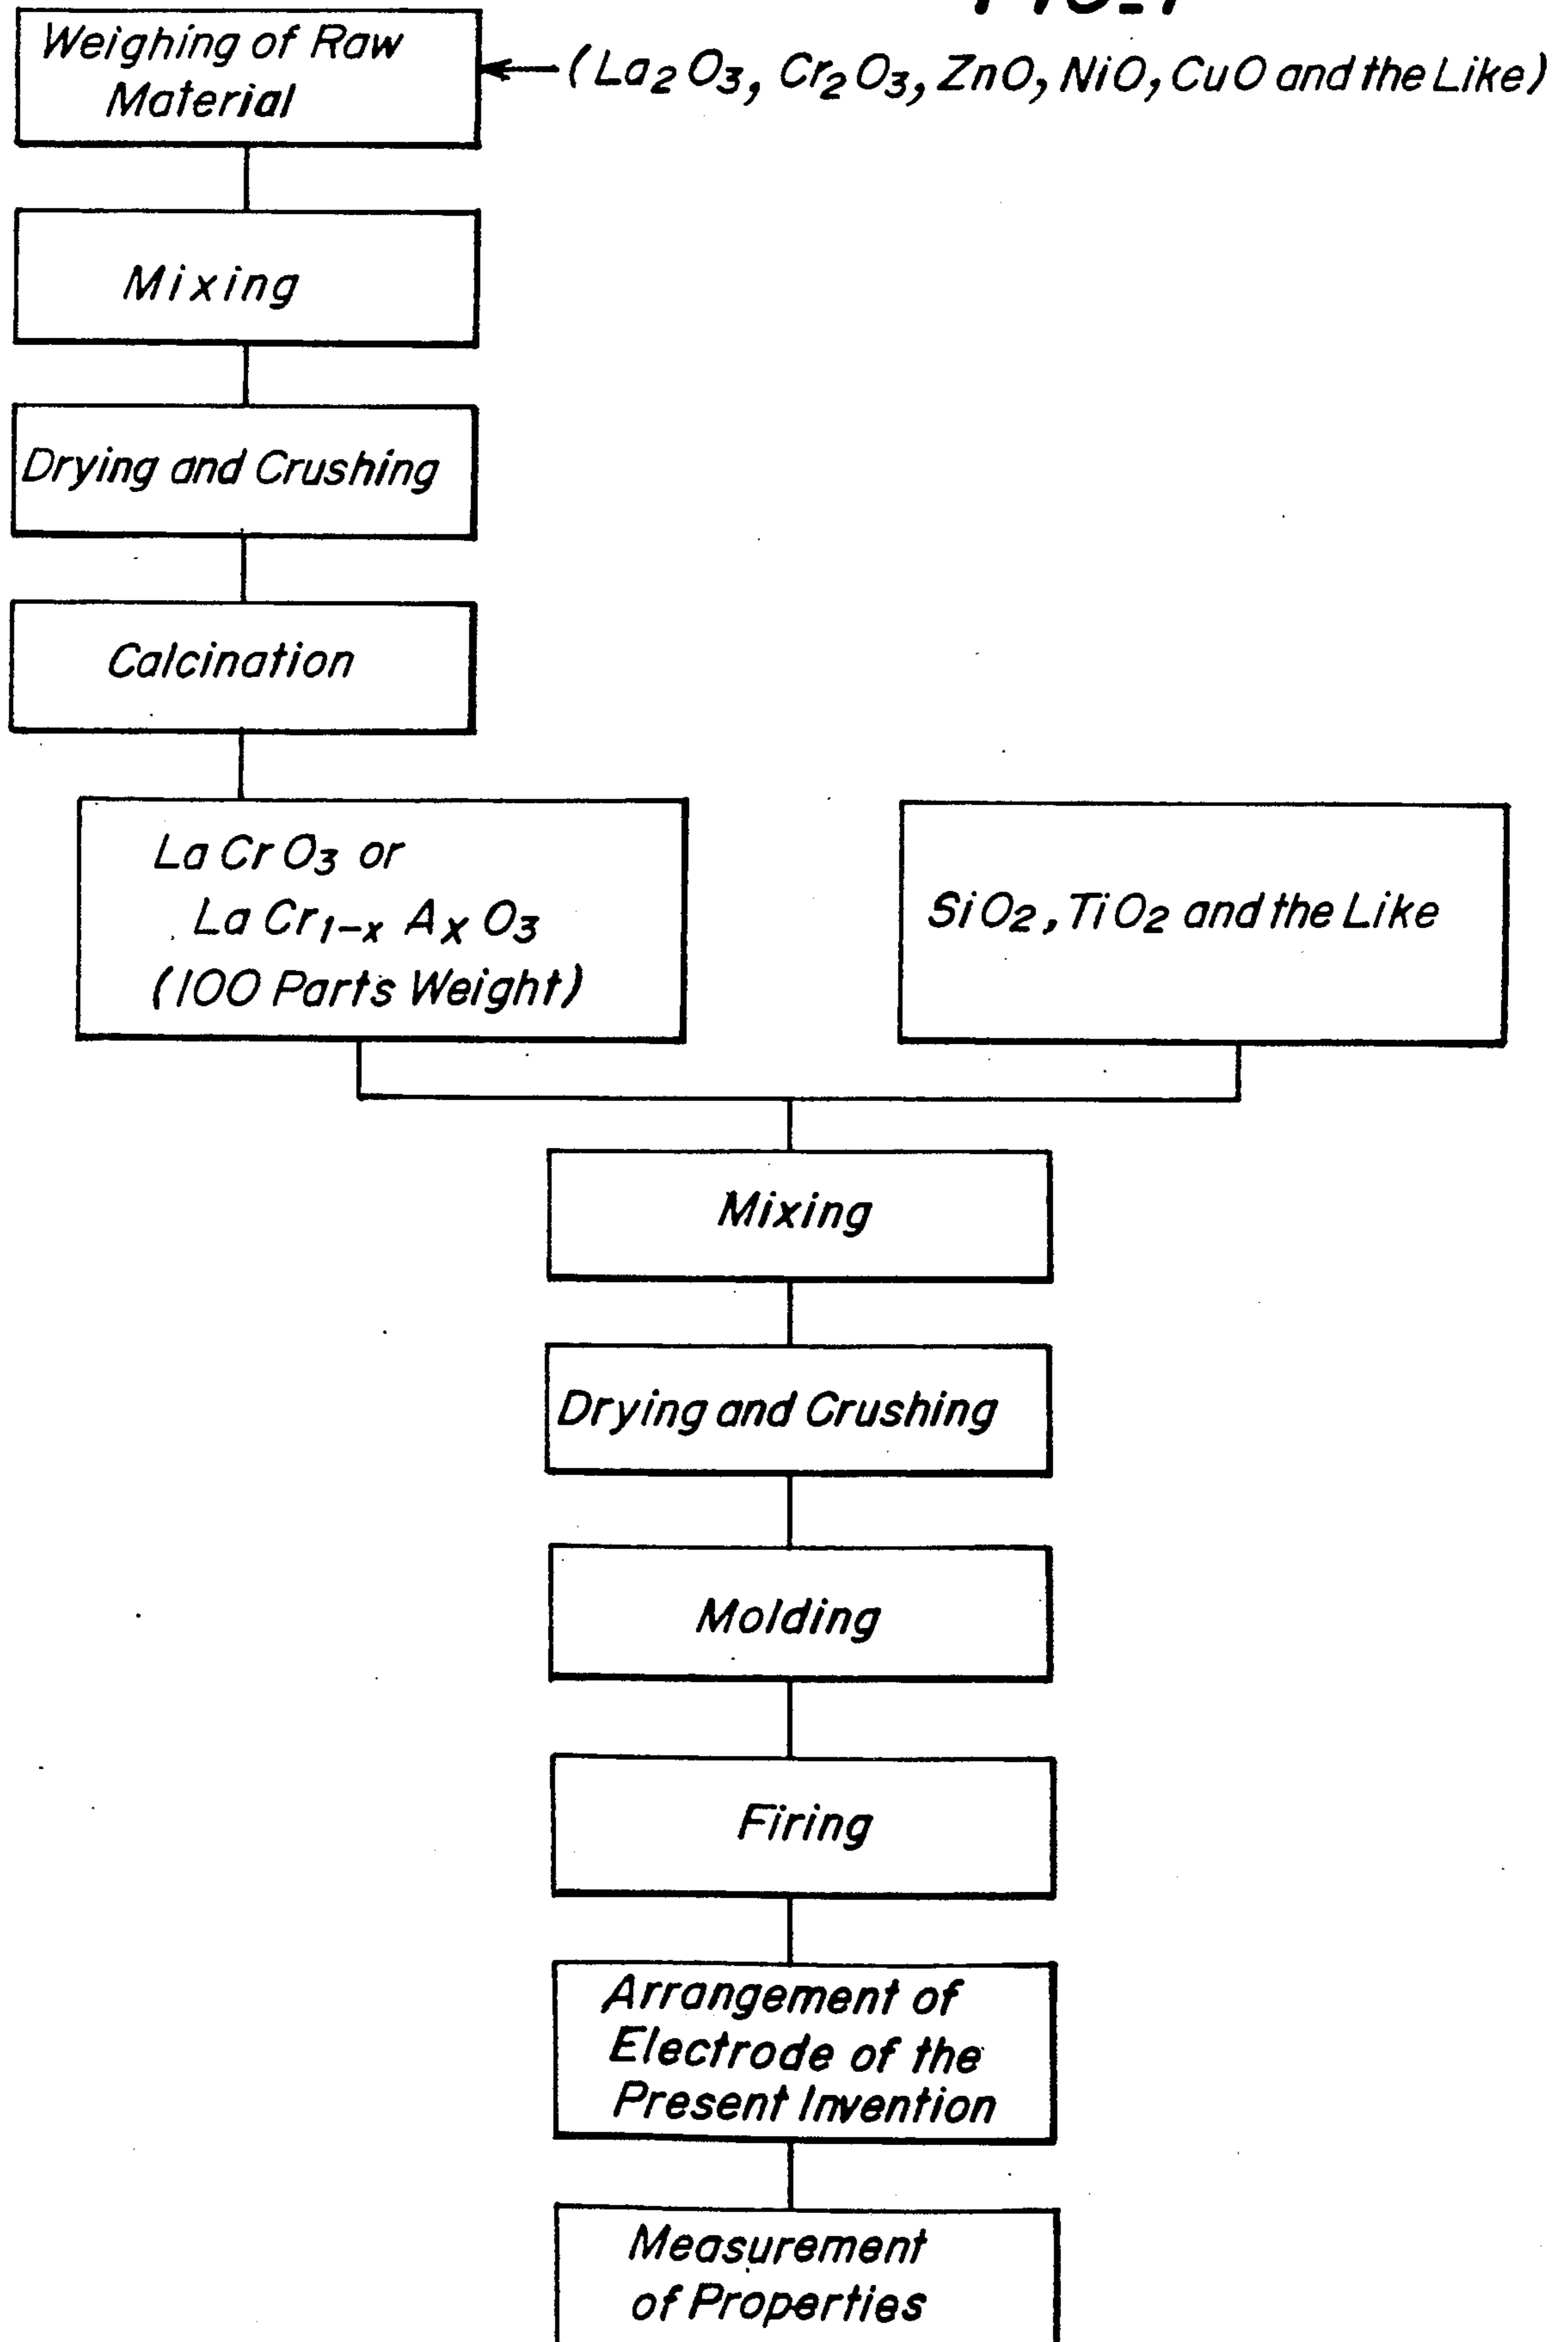 Weighing of Raw
Material
(La₂O₃, Cr₂O₃, ZnO, NiO, CuO and the Like)
Mixing
Drying and Crushing
Calcination
LaCrO₃ or
LaCr₁₋ₓAₓO₃
(100 Parts Weight)
SiO₂, TiO₂ and the Like
Mixing
Drying and Crushing
Molding
Firing
Arrangement of
Electrode of the
Present Invention
Measurement
of Properties